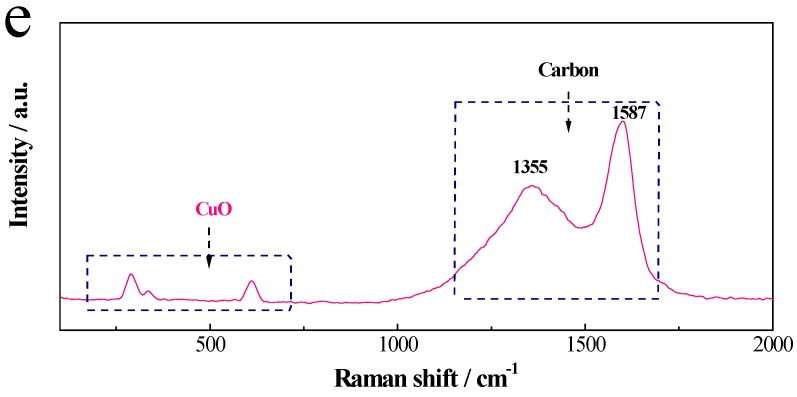 e
Intensity / a.u.
Carbon
1587
1355
CuO
500
1000
1500
2000
Raman shift / cm-1